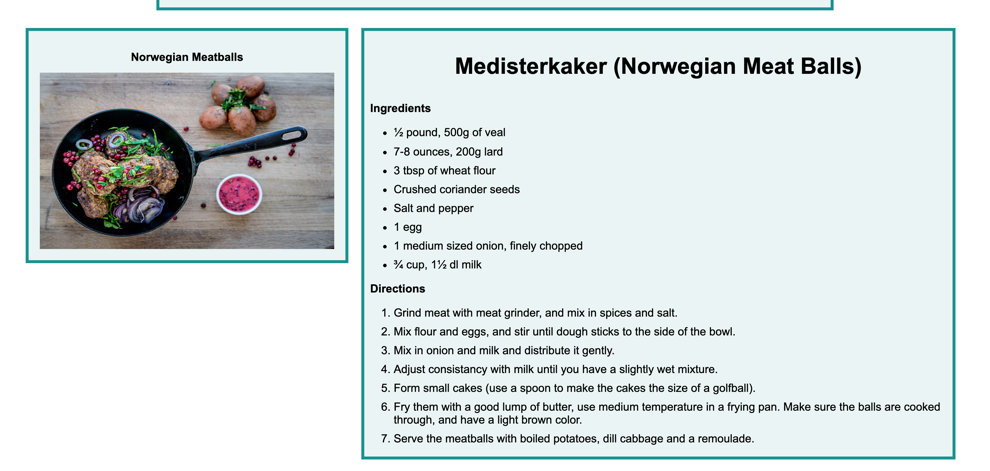 Norwegian Meatballs
Medisterkaker (Norwegian Meat Balls)
Ingredients
½ pound, 500g of veal
7-8 ounces, 200g lard
3 tbsp of wheat flour
Crushed coriander seeds
Salt and pepper
1 egg
1 medium sized onion, finely chopped
¾ cup, 1½ dl milk
Directions
1. Grind meat with meat grinder, and mix in spices and salt.
2. Mix flour and eggs, and stir until dough sticks to the side of the bowl.
3. Mix in onion and milk and distribute it gently.
4. Adjust consistancy with milk until you have a slightly wet mixture.
5. Form small cakes (use a spoon to make the cakes the size of a golfball).
6. Fry them with a good lump of butter, use medium temperature in a frying pan. Make sure the balls are cooked
through, and have a light brown color.
7. Serve the meatballs with boiled potatoes, dill cabbage and a remoulade.